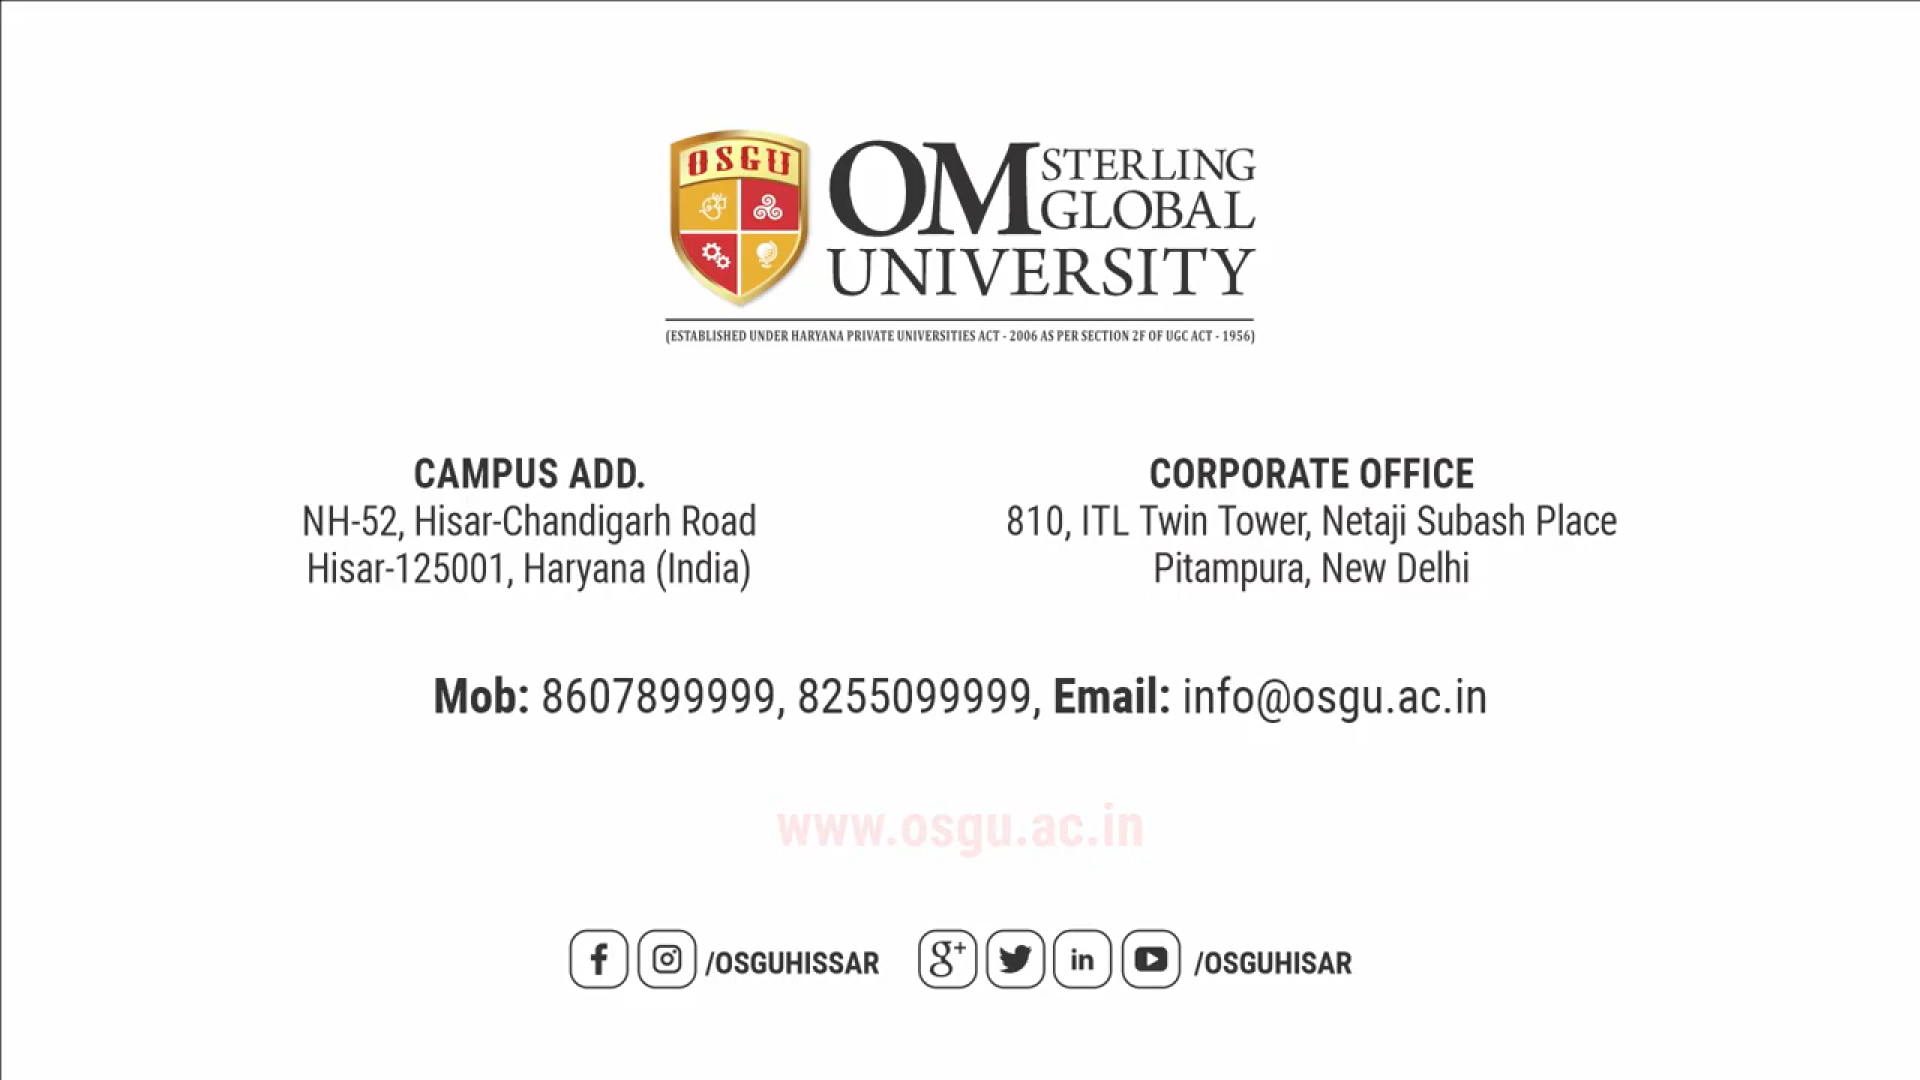 OSGU
OM STERLING
GLOBAL
UNIVERSITY
(ESTABLISHED UNDER HARYANA PRIVATE UNIVERSITIES ACT - 2006 AS PER SECTION 2F OF UGC ACT - 1956)
CAMPUS ADD.
NH-52, Hisar-Chandigarh Road
Hisar-125001, Haryana (India)
CORPORATE OFFICE
810, ITL Twin Tower, Netaji Subash Place
Pitampura, New Delhi
Mob: 8607899999, 8255099999, Email: info@osgu.ac.in
www.osgu.ac.in
/OSGUHISSAR /OSGUHISAR